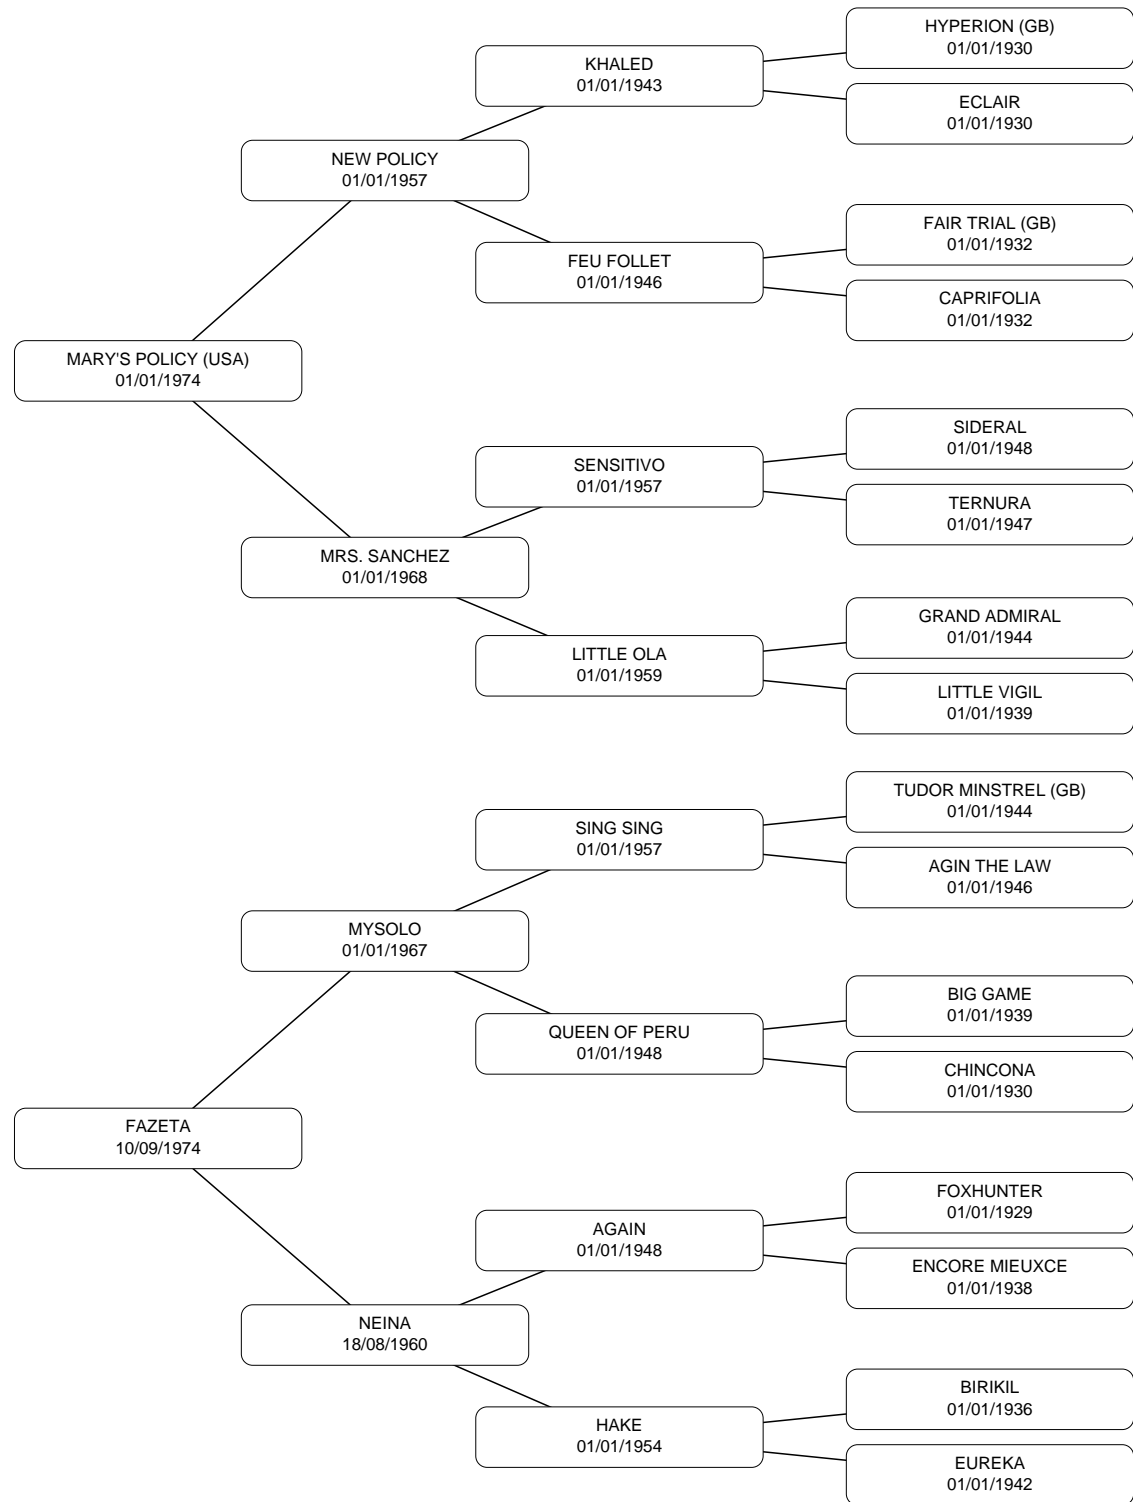 HYPERION (GB)
01/01/1930
KHALED
01/01/1943
ECLAIR
01/01/1930
NEW POLICY
01/01/1957
FAIR TRIAL (GB)
01/01/1932
FEU FOLLET
01/01/1946
CAPRIFOLIA
01/01/1932
MARY'S POLICY (USA)
01/01/1974
SIDERAL
01/01/1948
SENSITIVO
01/01/1957
TERNURA
01/01/1947
MRS. SANCHEZ
01/01/1968
GRAND ADMIRAL
01/01/1944
LITTLE OLA
01/01/1959
LITTLE VIGIL
01/01/1939
TUDOR MINSTREL (GB)
01/01/1944
SING SING
01/01/1957
AGIN THE LAW
01/01/1946
MYSOLO
01/01/1967
BIG GAME
01/01/1939
QUEEN OF PERU
01/01/1948
CHINCONA
01/01/1930
FAZETA
10/09/1974
FOXHUNTER
01/01/1929
AGAIN
01/01/1948
ENCORE MIEUXCE
01/01/1938
NEINA
18/08/1960
BIRIKIL
01/01/1936
HAKE
01/01/1954
EUREKA
01/01/1942